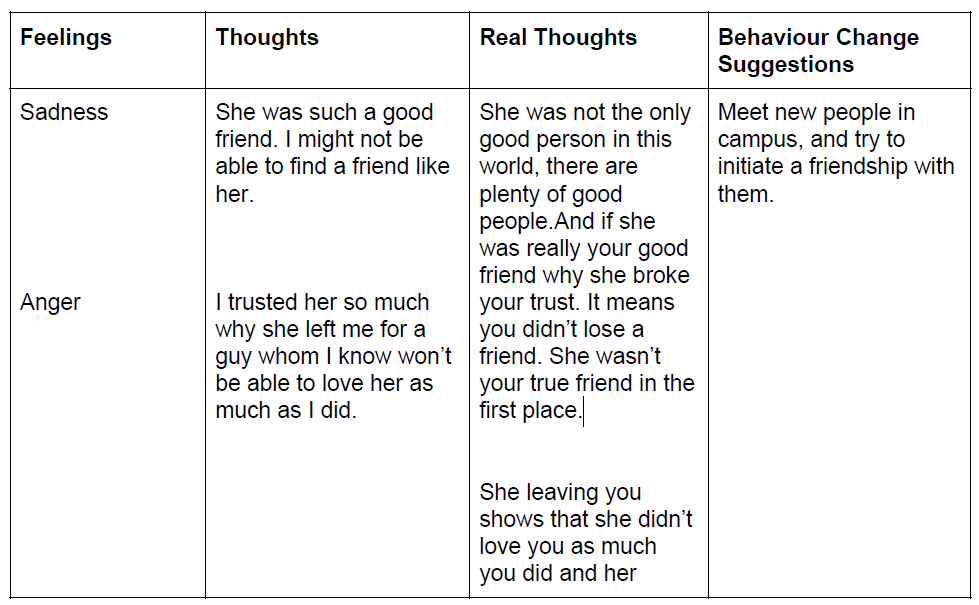 Feelings
Thoughts
Real Thoughts
Behaviour Change
Suggestions
Sadness
She was such a good
friend. I might not be
able to find a friend like
her.
She was not the only
good person in this
world, there are
plenty of good
people.And if she
was really your good
friend why she broke
your trust. It means
you didn’t lose a
friend. She wasn’t
your true friend in the
first place.
Meet new people in
campus, and try to
initiate a friendship with
them.
Anger
I trusted her so much
why she left me for a
guy whom I know won’t
be able to love her as
much as I did.
She leaving you
shows that she didn’t
love you as much
you did and her